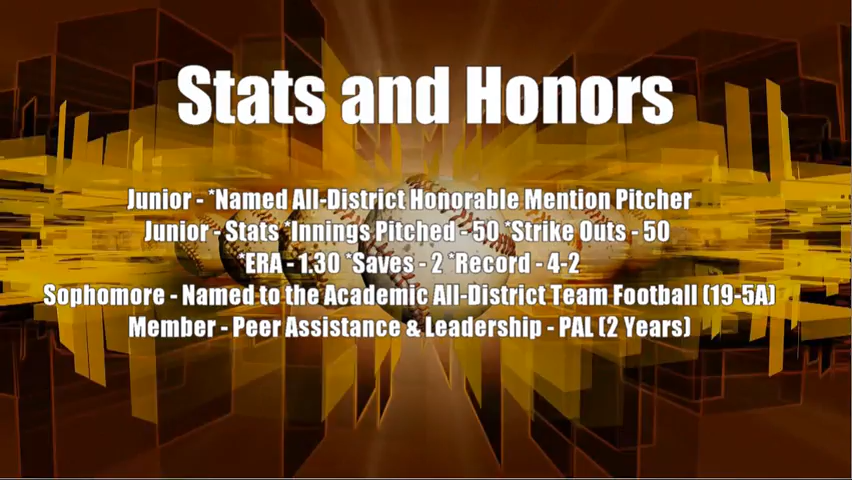 Stats and Honors
Junior - *Named All-District Honorable Mention Pitcher
Junior - Stats *Innings Pitched - 50 *Strike Outs - 50
*ERA - 1.30 *Saves - 2 *Record - 4-2
Sophomore - Named to the Academic All-District Team Football (19-5A)
Member - Peer Assistance & Leadership - PAL (2 Years)